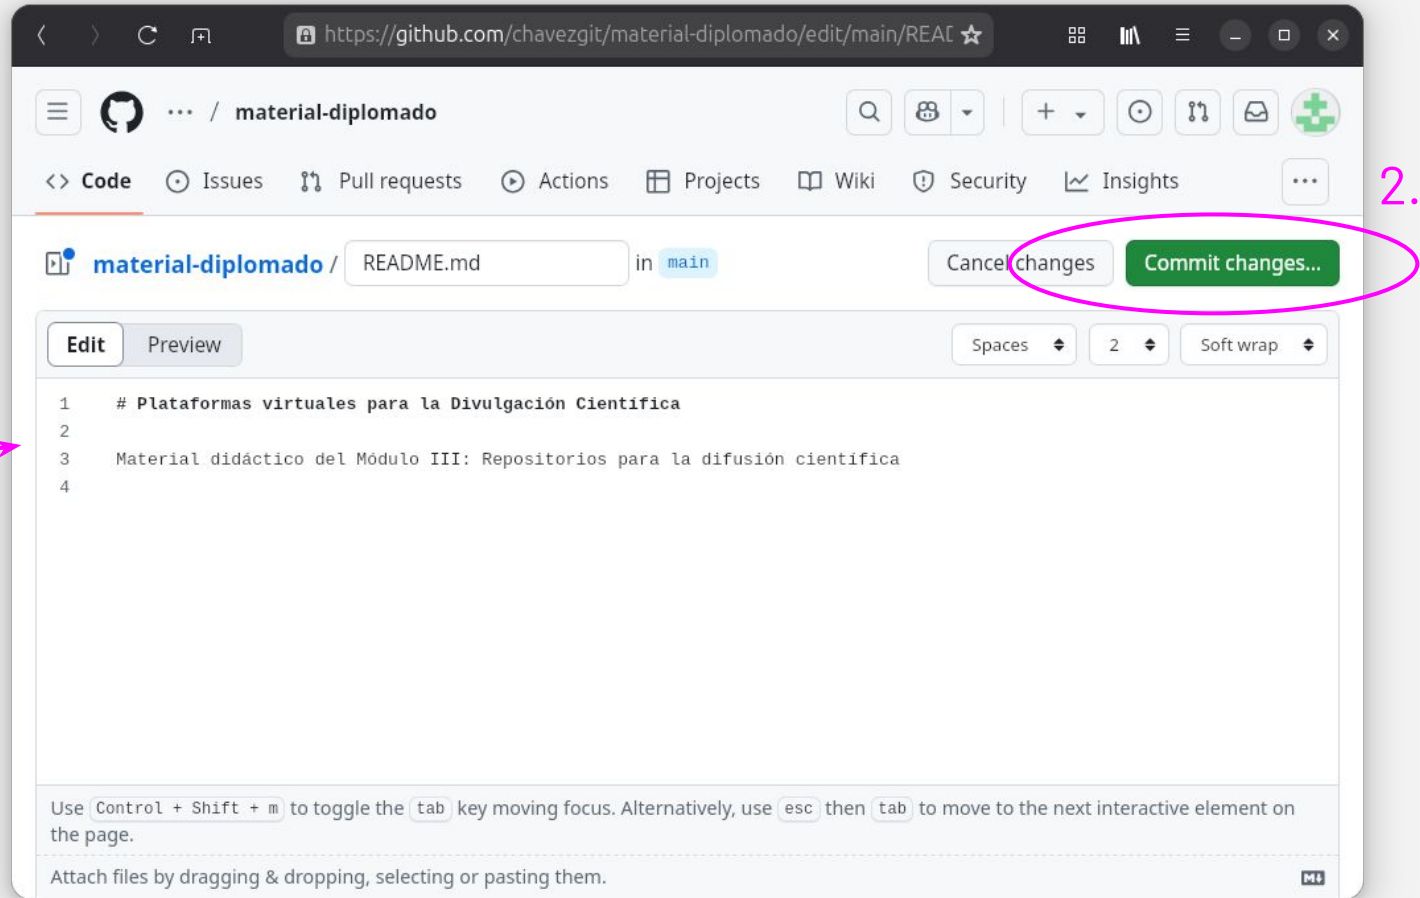 https://github.com/chavezgit/material-diplomado/edit/main/READ
... / material-diplomado
<> Code Issues Pull requests Actions Projects Wiki Security Insights ...
2.
material-diplomado / README.md in main Cancel changes Commit changes...
Edit Preview Spaces 2 Soft wrap
1 # Plataformas virtuales para la Divulgación Científica
2
3 Material didáctico del Módulo III: Repositorios para la difusión científica
4
Use Control + Shift + m to toggle the tab key moving focus. Alternatively, use esc then tab to move to the next interactive element on
the page.
Attach files by dragging & dropping, selecting or pasting them.